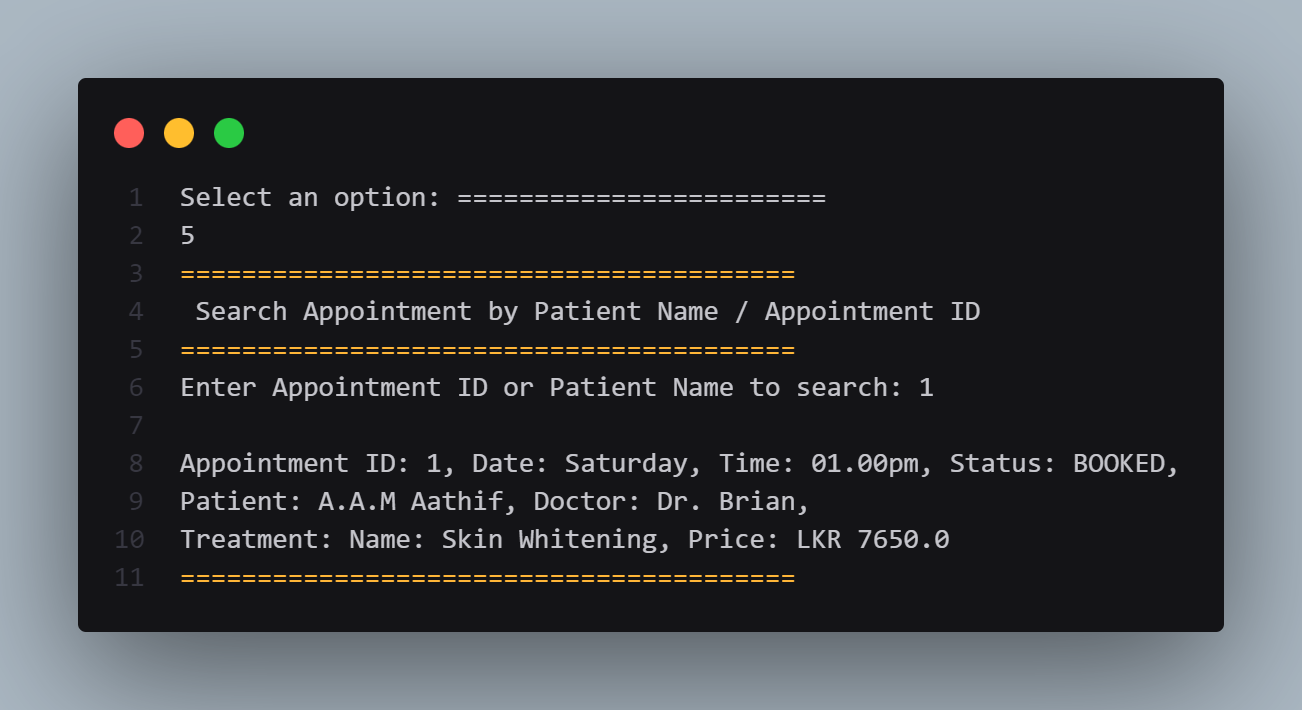 1 Select an option: ========================
2 5
3 ========================================
4  Search Appointment by Patient Name / Appointment ID
5 ========================================
6 Enter Appointment ID or Patient Name to search: 1
7
8 Appointment ID: 1, Date: Saturday, Time: 01.00pm, Status: BOOKED,
9 Patient: A.A.M Aathif, Doctor: Dr. Brian,
10 Treatment: Name: Skin Whitening, Price: LKR 7650.0
11 ========================================